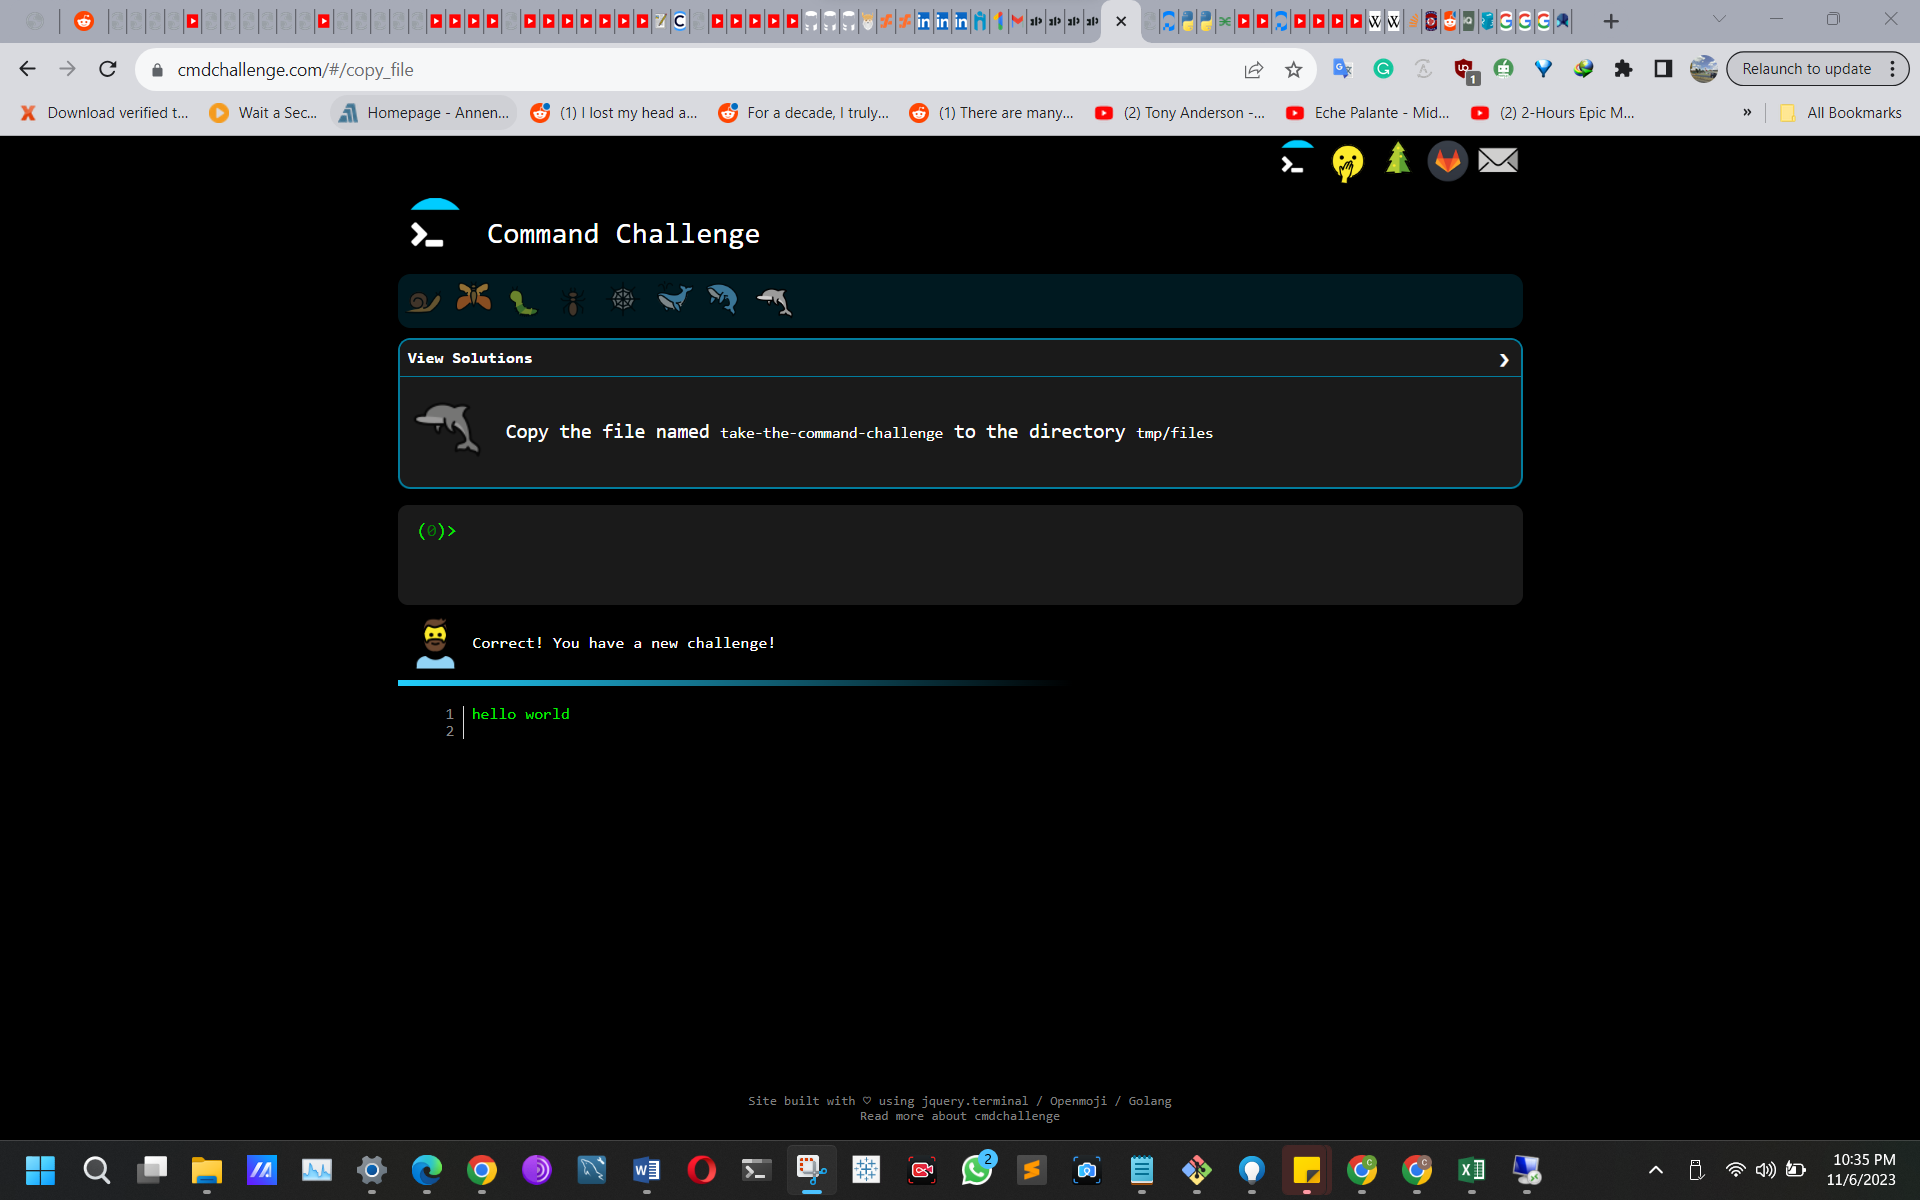 cmdchallenge.com/#/copy_file
Relaunch to update
1
Download verified t...
Wait a Sec...
Homepage - Annen...
(1) I lost my head a...
For a decade, I truly...
(1) There are many...
(2) Tony Anderson -...
Eche Palante - Mid...
(2) 2-Hours Epic M...
»
All Bookmarks
Command Challenge
View Solutions
Copy the file named take-the-command-challenge to the directory tmp/files
(0)>
Correct! You have a new challenge!
1 hello world
2
Site built with ♡ using jquery.terminal / Openmoji / Golang
Read more about cmdchallenge
2
10:35 PM
11/6/2023